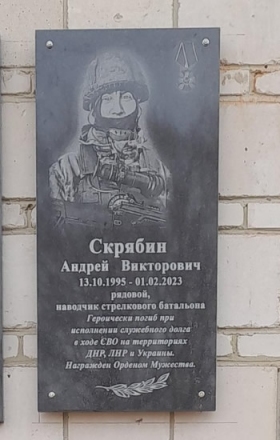 Скрябин
Андрей Викторович
13.10.1995 - 01.02.2023
рядовой,
наводчик стрелкового батальона
Героически погиб при
исполнении служебного долга
в ходе СВО на территориях
ДНР, ЛНР и Украины.
Награжден Орденом Мужества.